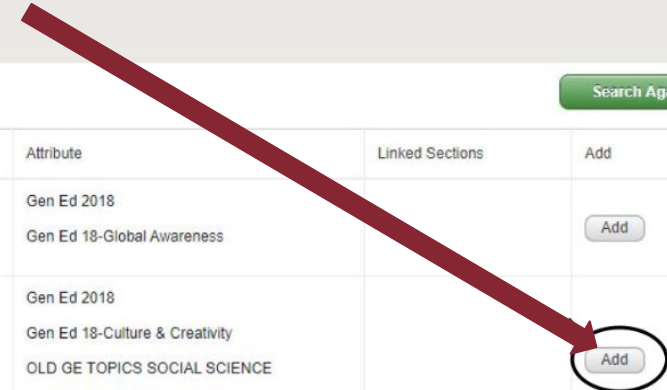 Search
Attribute Linked Sections Add
Gen Ed 2018
Gen Ed 18-Global Awareness
Add
Gen Ed 2018
Gen Ed 18-Culture & Creativity
OLD GE TOPICS SOCIAL SCIENCE
Add